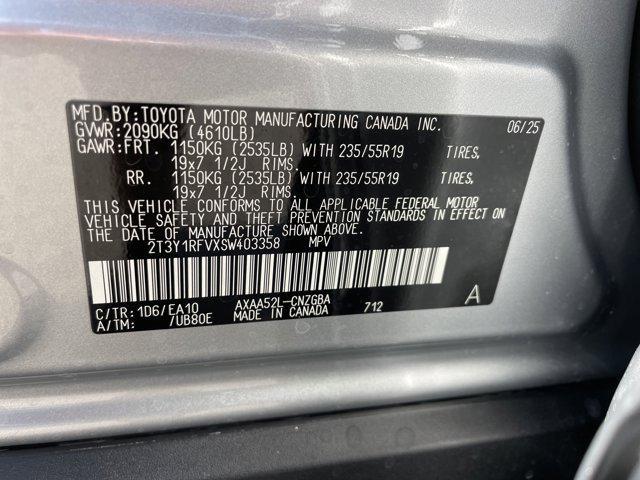 MFD.BY:TOYOTA MOTOR MANUFACTURING CANADA INC. 06/25
GVWR:2090KG (4610LB)
GAWR:FRT. 1150KG (2535LB) WITH 235/55R19 TIRES,
19x7 1/2J RIMS.
RR. 1150KG (2535LB) WITH 235/55R19 TIRES,
19x7 1/2J RIMS.
THIS VEHICLE CONFORMS TO ALL APPLICABLE FEDERAL MOTOR
VEHICLE SAFETY AND THEFT PREVENTION STANDARDS IN EFFECT ON
THE DATE OF MANUFACTURE SHOWN ABOVE.
2T3Y1RFVXSW403358 MPV
C/TR:1D6/EA10 AXAA52L-CNZGBA A
A/TM: /UB80E MADE IN CANADA 712